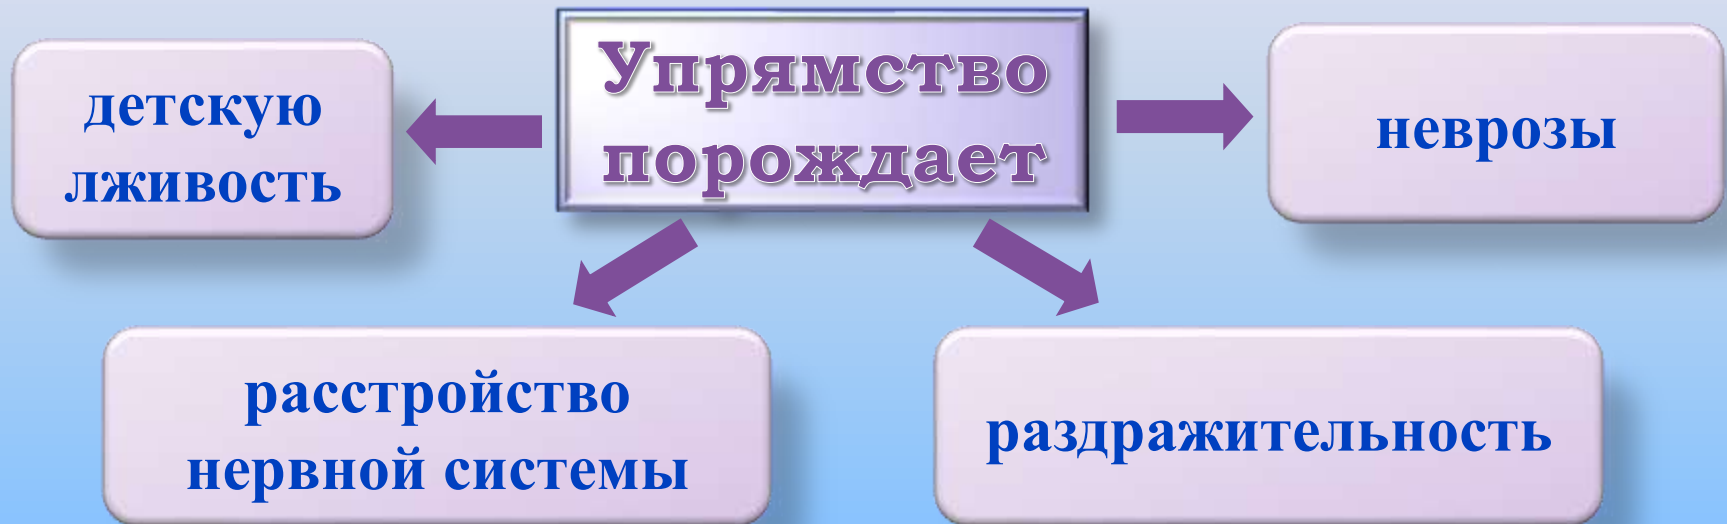 Упрямство
порождает
детскую
лживость
неврозы
расстройство
нервной системы
раздражительность